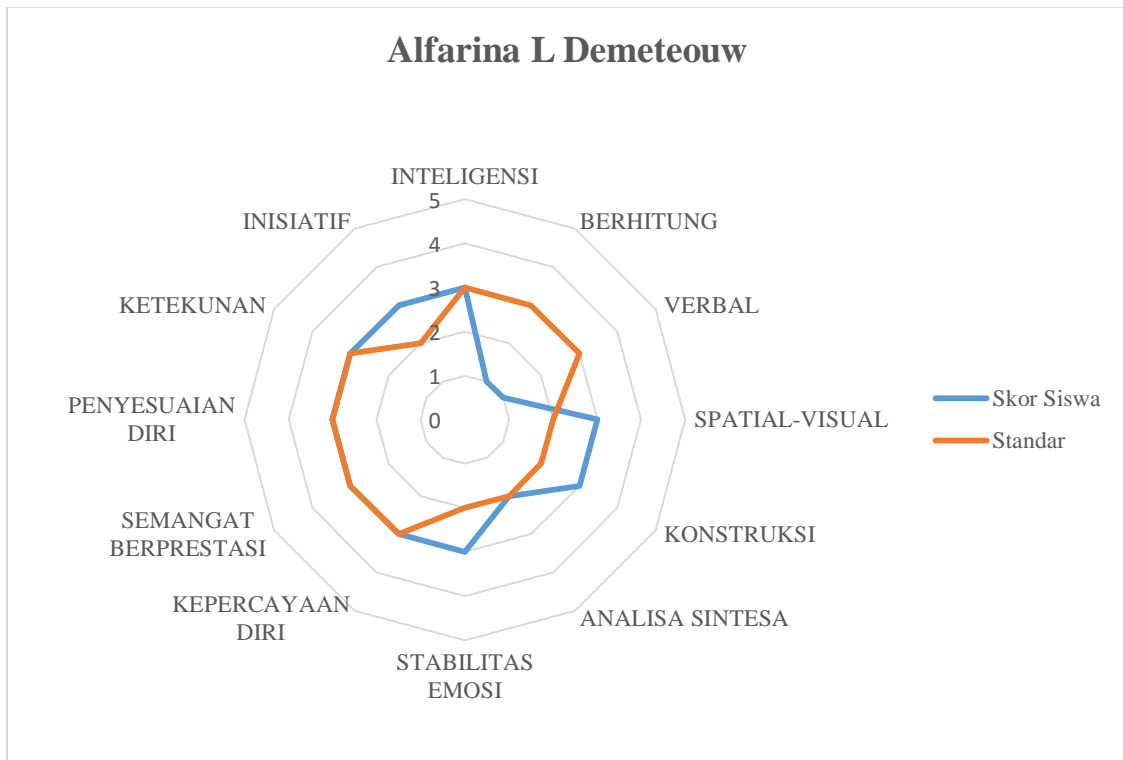 Alfarina L Demeteouw
INTELIGENSI
BERHITUNG
VERBAL
SPATIAL-VISUAL
KONSTRUKSI
ANALISA SINTESA
STABILITAS
EMOSI
KEPERCAYAAN
DIRI
SEMANGAT
BERPRESTASI
PENYESUAIAN
DIRI
KETEKUNAN
INISIATIF
5
4
3
2
1
0
Skor Siswa
Standar